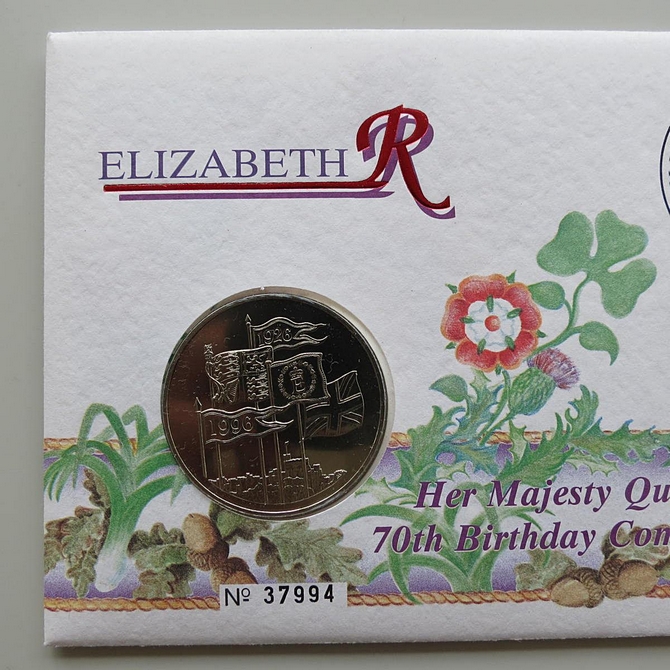 ELIZABETH R
1926
1996
Her Majesty Qu
70th Birthday Com
Nº 37994